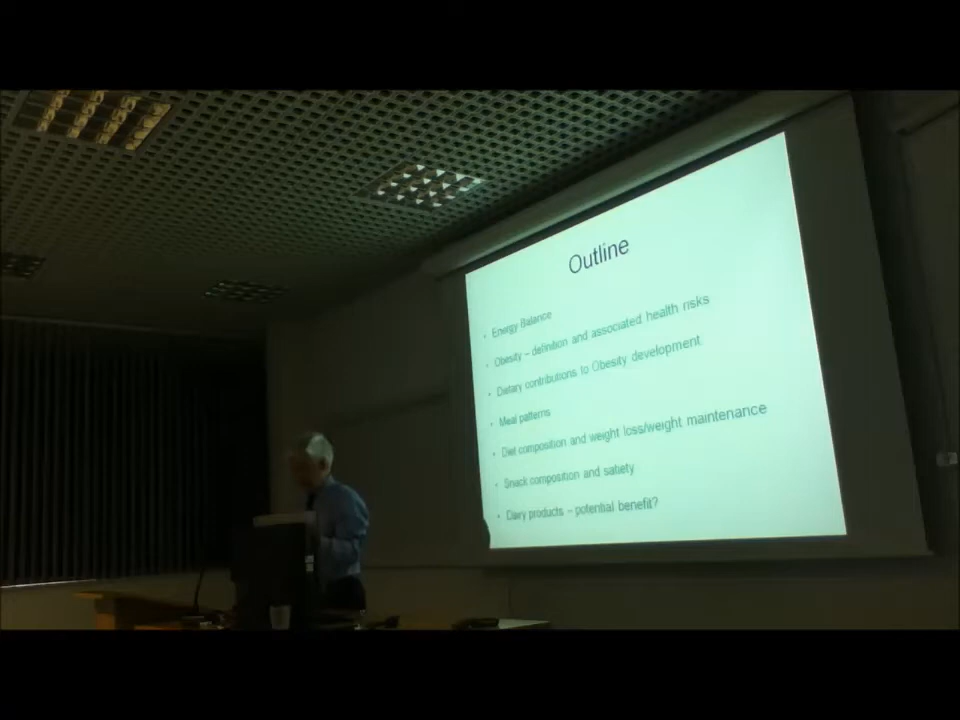 Outline
• Energy Balance
• Obesity – definition and associated health risks
• Dietary contributions to Obesity development
• Meal patterns
• Diet composition and weight loss/weight maintenance
• Snack composition and satiety
• Dairy products – potential benefit?